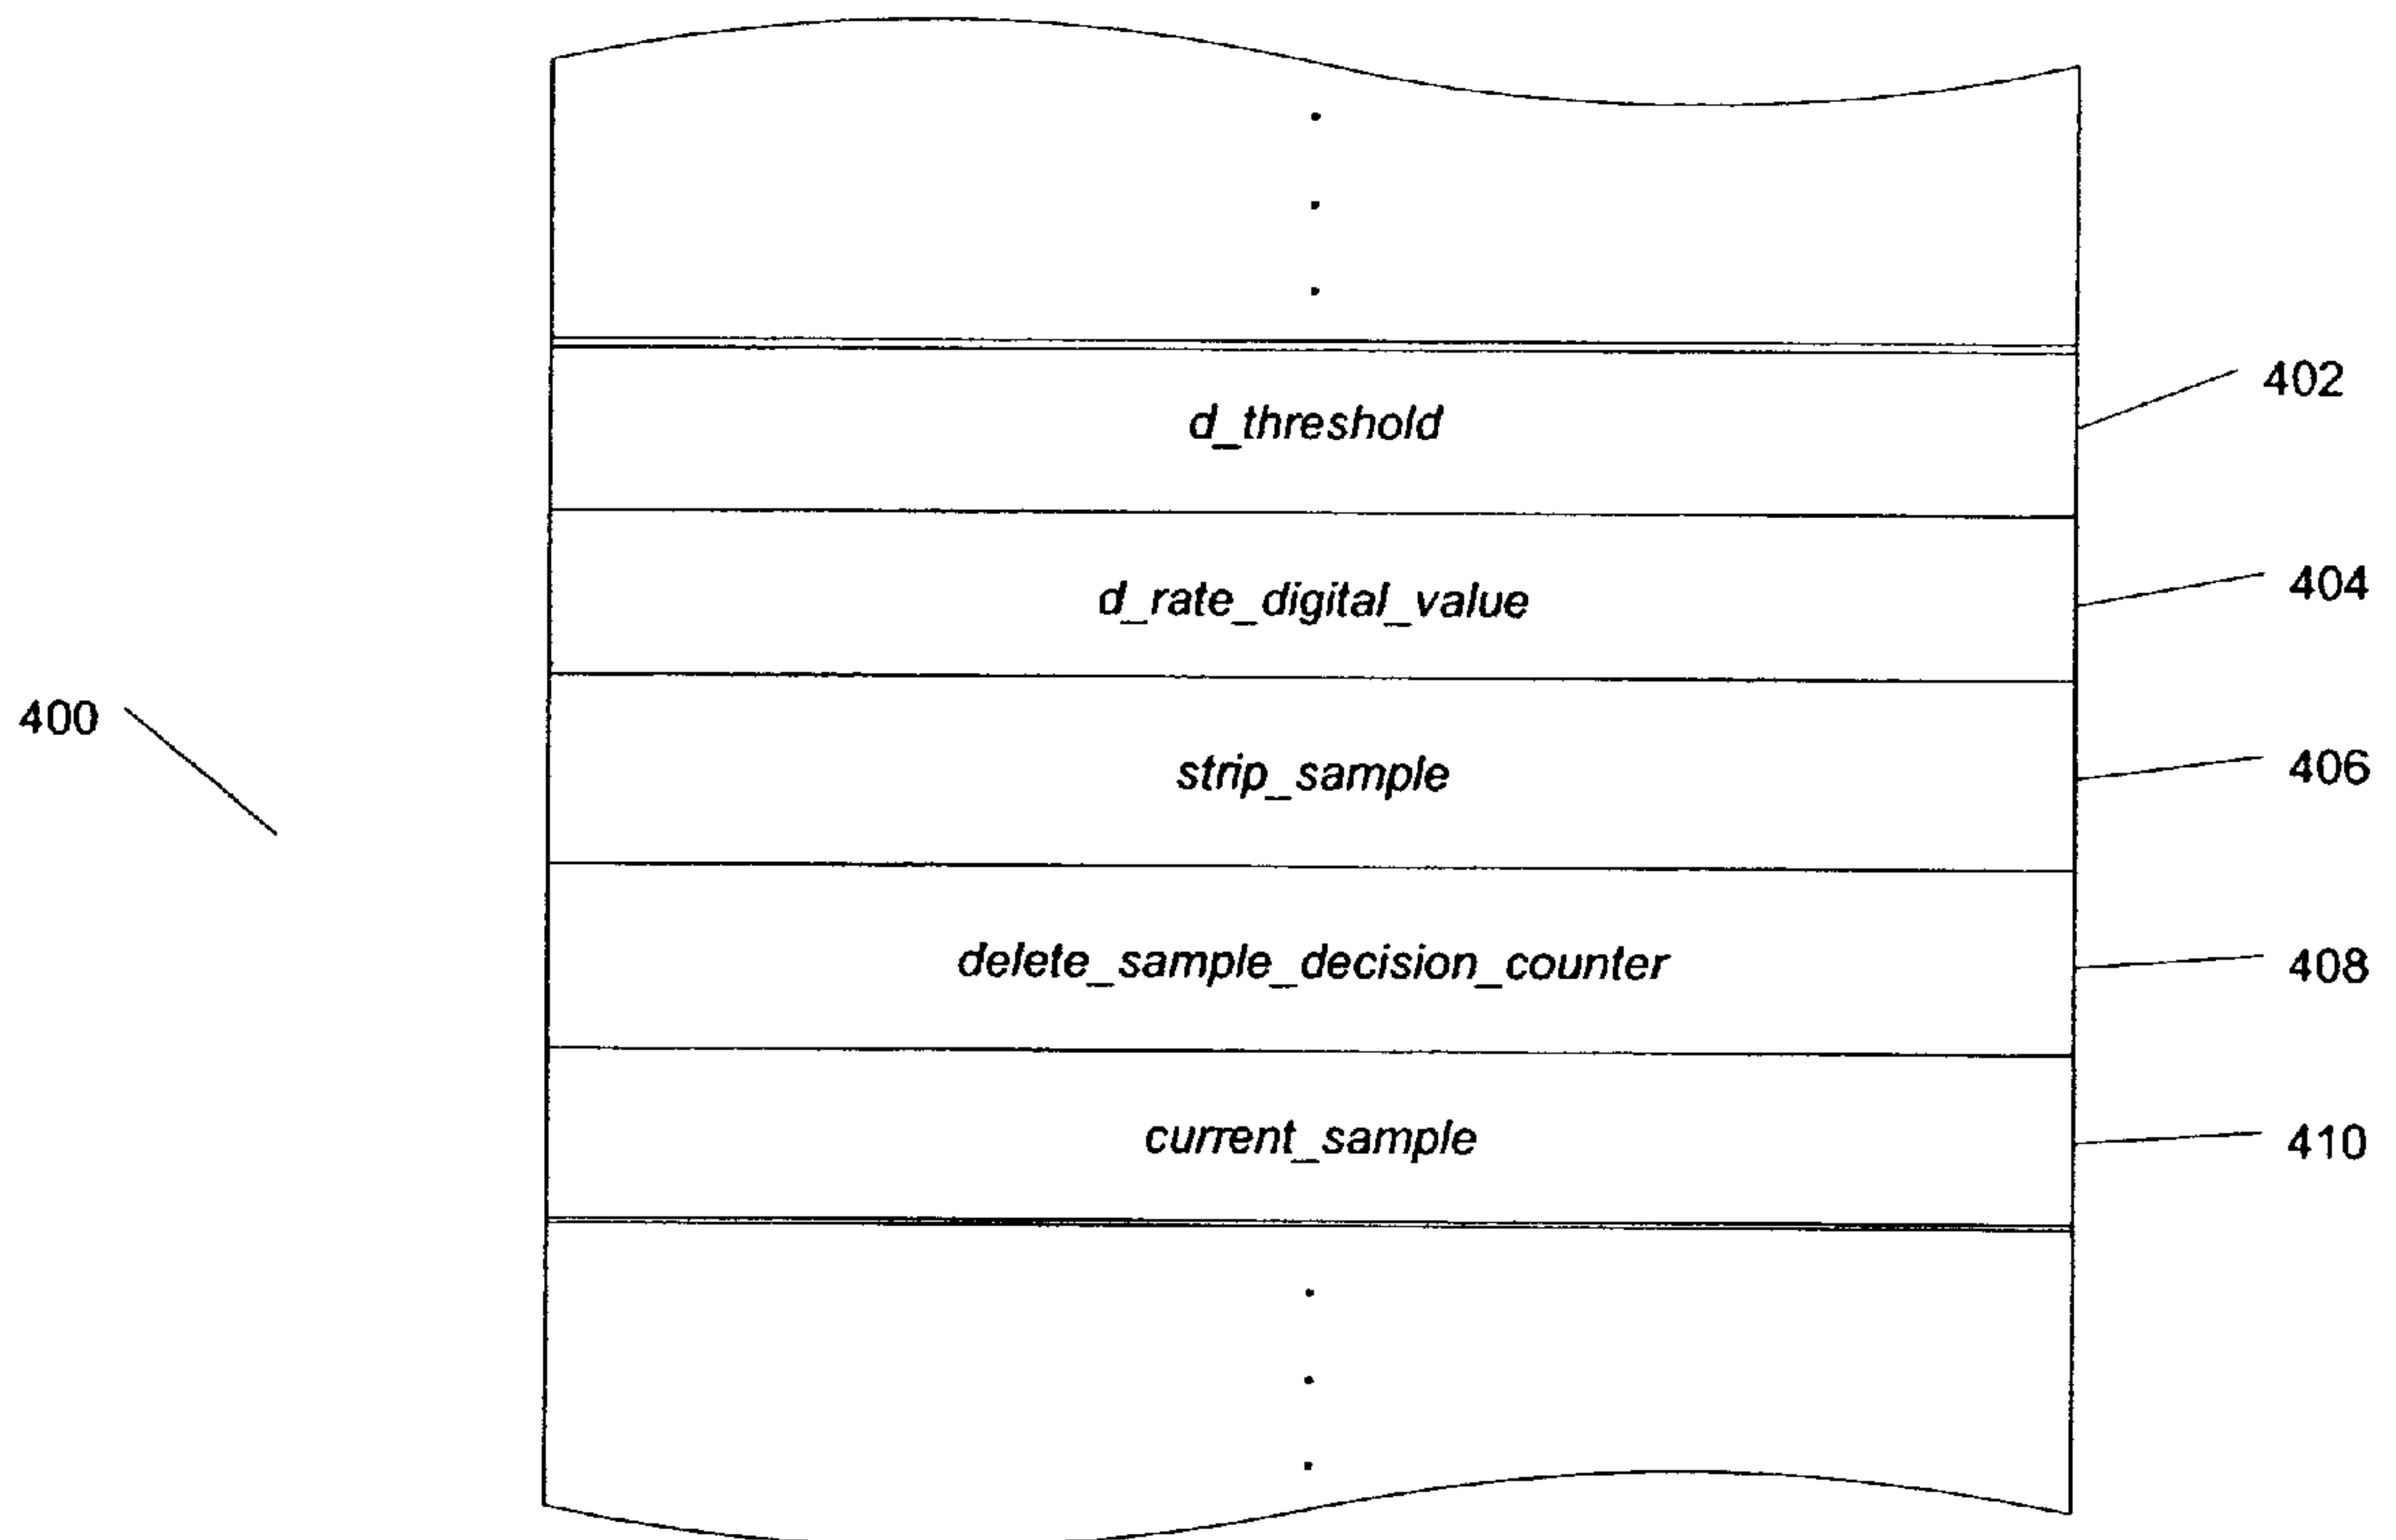 d_threshold
402
d_rate_digital_value
404
strip_sample
406
400
delete_sample_decision_counter
408
current_sample
410